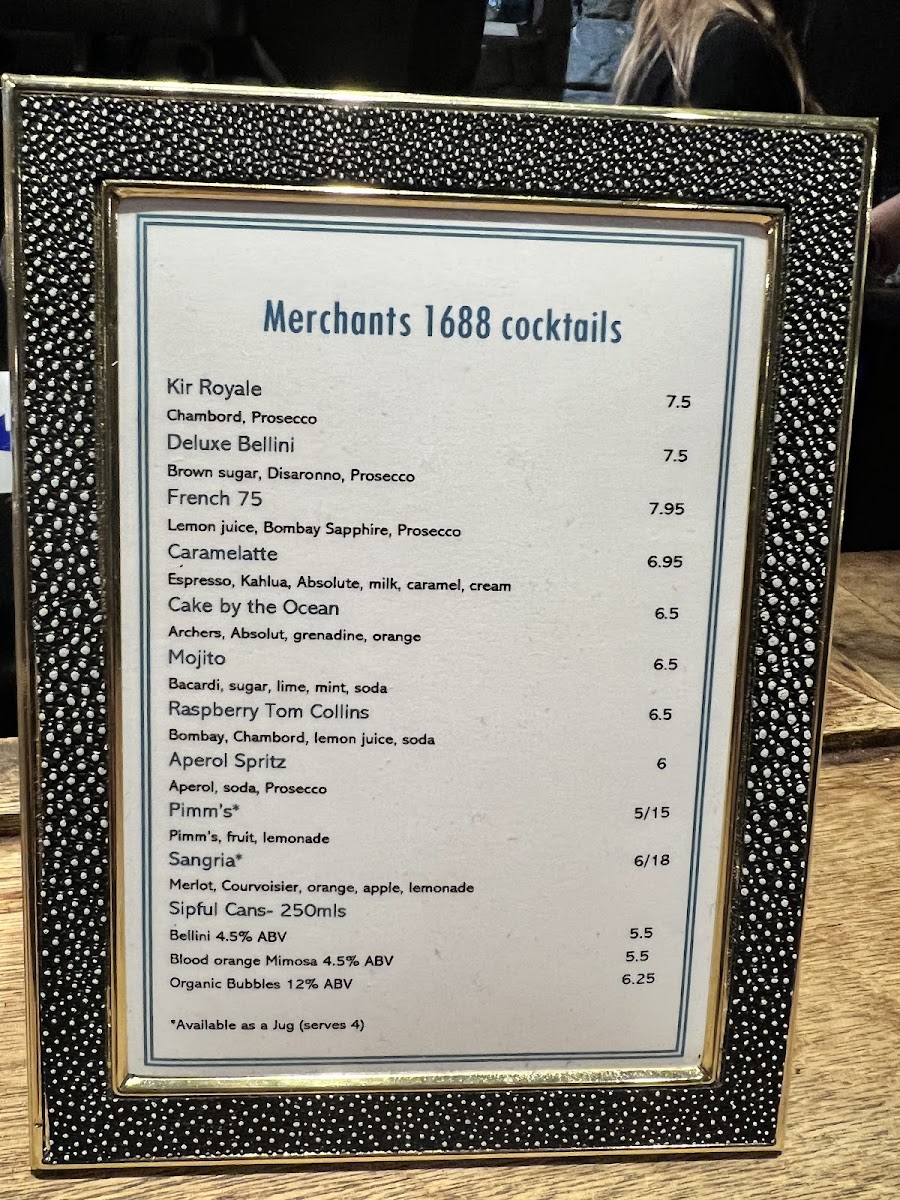 Merchants 1688 cocktails
Kir Royale 7.5
Chambord, Prosecco
Deluxe Bellini 7.5
Brown sugar, Disaronno, Prosecco
French 75 7.95
Lemon juice, Bombay Sapphire, Prosecco
Caramelatte 6.95
Espresso, Kahlua, Absolute, milk, caramel, cream
Cake by the Ocean 6.5
Archers, Absolut, grenadine, orange
Mojito 6.5
Bacardi, sugar, lime, mint, soda
Raspberry Tom Collins 6.5
Bombay, Chambord, lemon juice, soda
Aperol Spritz 6
Aperol, soda, Prosecco
Pimm's* 5/15
Pimm's, fruit, lemonade
Sangria* 6/18
Merlot, Courvoisier, orange, apple, lemonade
Sipful Cans- 250mls
Bellini 4.5% ABV 5.5
Blood orange Mimosa 4.5% ABV 5.5
Organic Bubbles 12% ABV 6.25
*Available as a Jug (serves 4)